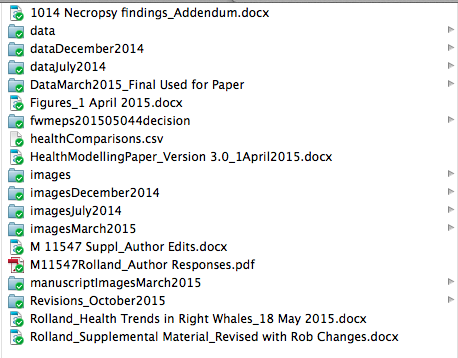 1014 Necropsy findings_Addendum.docx
data
dataDecember2014
dataJuly2014
DataMarch2015_Final Used for Paper
Figures_1 April 2015.docx
fwmeps201505044decision
healthComparisons.csv
HealthModellingPaper_Version 3.0_1April2015.docx
images
imagesDecember2014
imagesJuly2014
imagesMarch2015
M 11547 Suppl_Author Edits.docx
M11547Rolland_Author Responses.pdf
manuscriptImagesMarch2015
Revisions_October2015
Rolland_Health Trends in Right Whales_18 May 2015.docx
Rolland_Supplemental Material_Revised with Rob Changes.docx